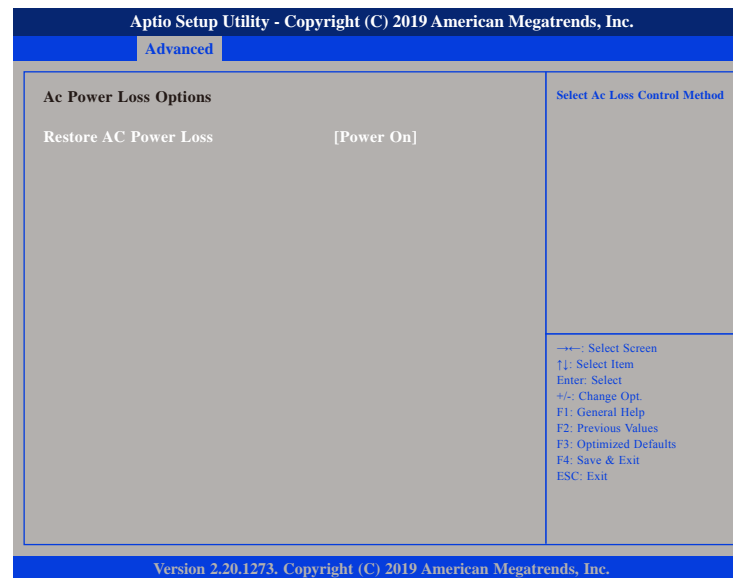 Aptio Setup Utility - Copyright (C) 2019 American Megatrends, Inc.
Advanced
Ac Power Loss Options
Restore AC Power Loss [Power On]
Select Ac Loss Control Method
→←: Select Screen
↑↓: Select Item
Enter: Select
+/-: Change Opt.
F1: General Help
F2: Previous Values
F3: Optimized Defaults
F4: Save & Exit
ESC: Exit
Version 2.20.1273. Copyright (C) 2019 American Megatrends, Inc.